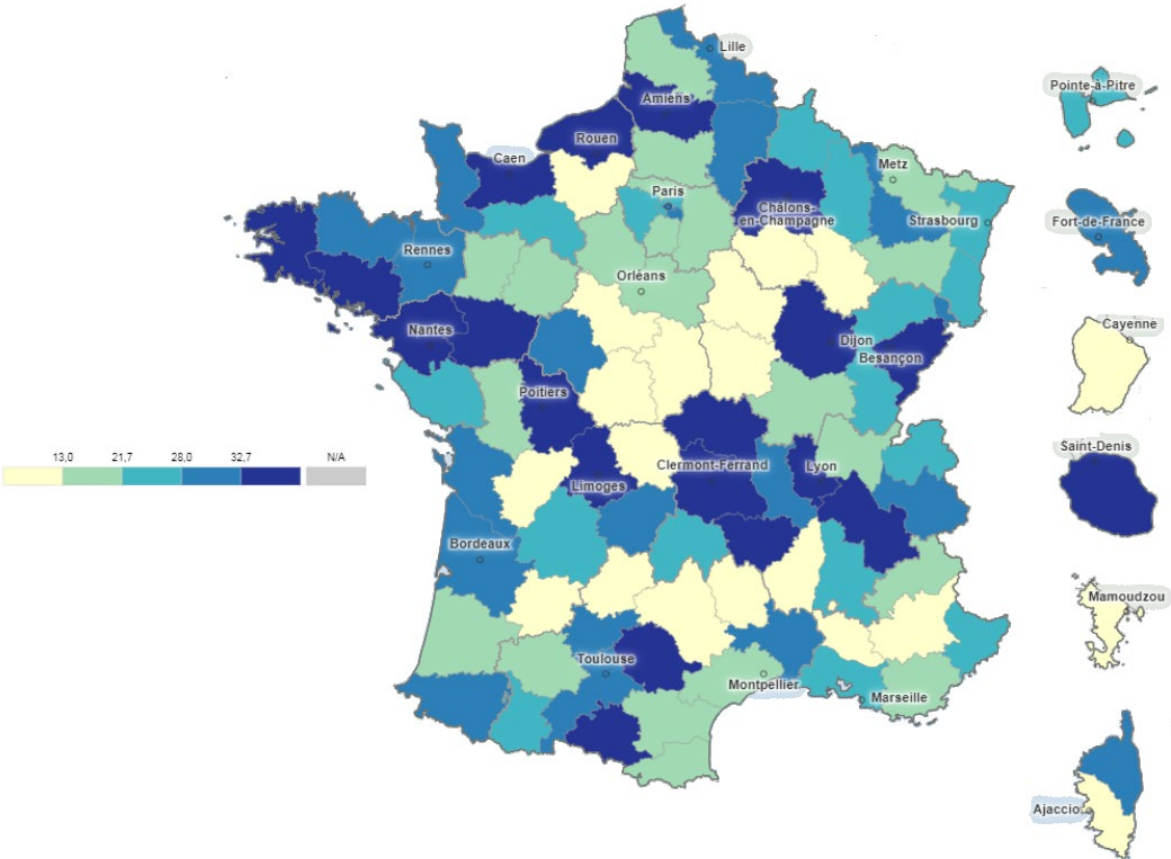 Lille
Pointe-à-Pitre
Amiens
Rouen
Caen
Metz
Paris
Châlons-
en-Champagne
Strasbourg
Fort-de-France
Rennes
Orléans
Nantes
Dijon
Besançon
Cayenne
Poitiers
13,0 21,7 28,0 32,7 N/A
Clermont-Ferrand
Lyon
Limoges
Saint-Denis
Bordeaux
Mamoudzou
Toulouse
Montpellier
Marseille
Ajaccio